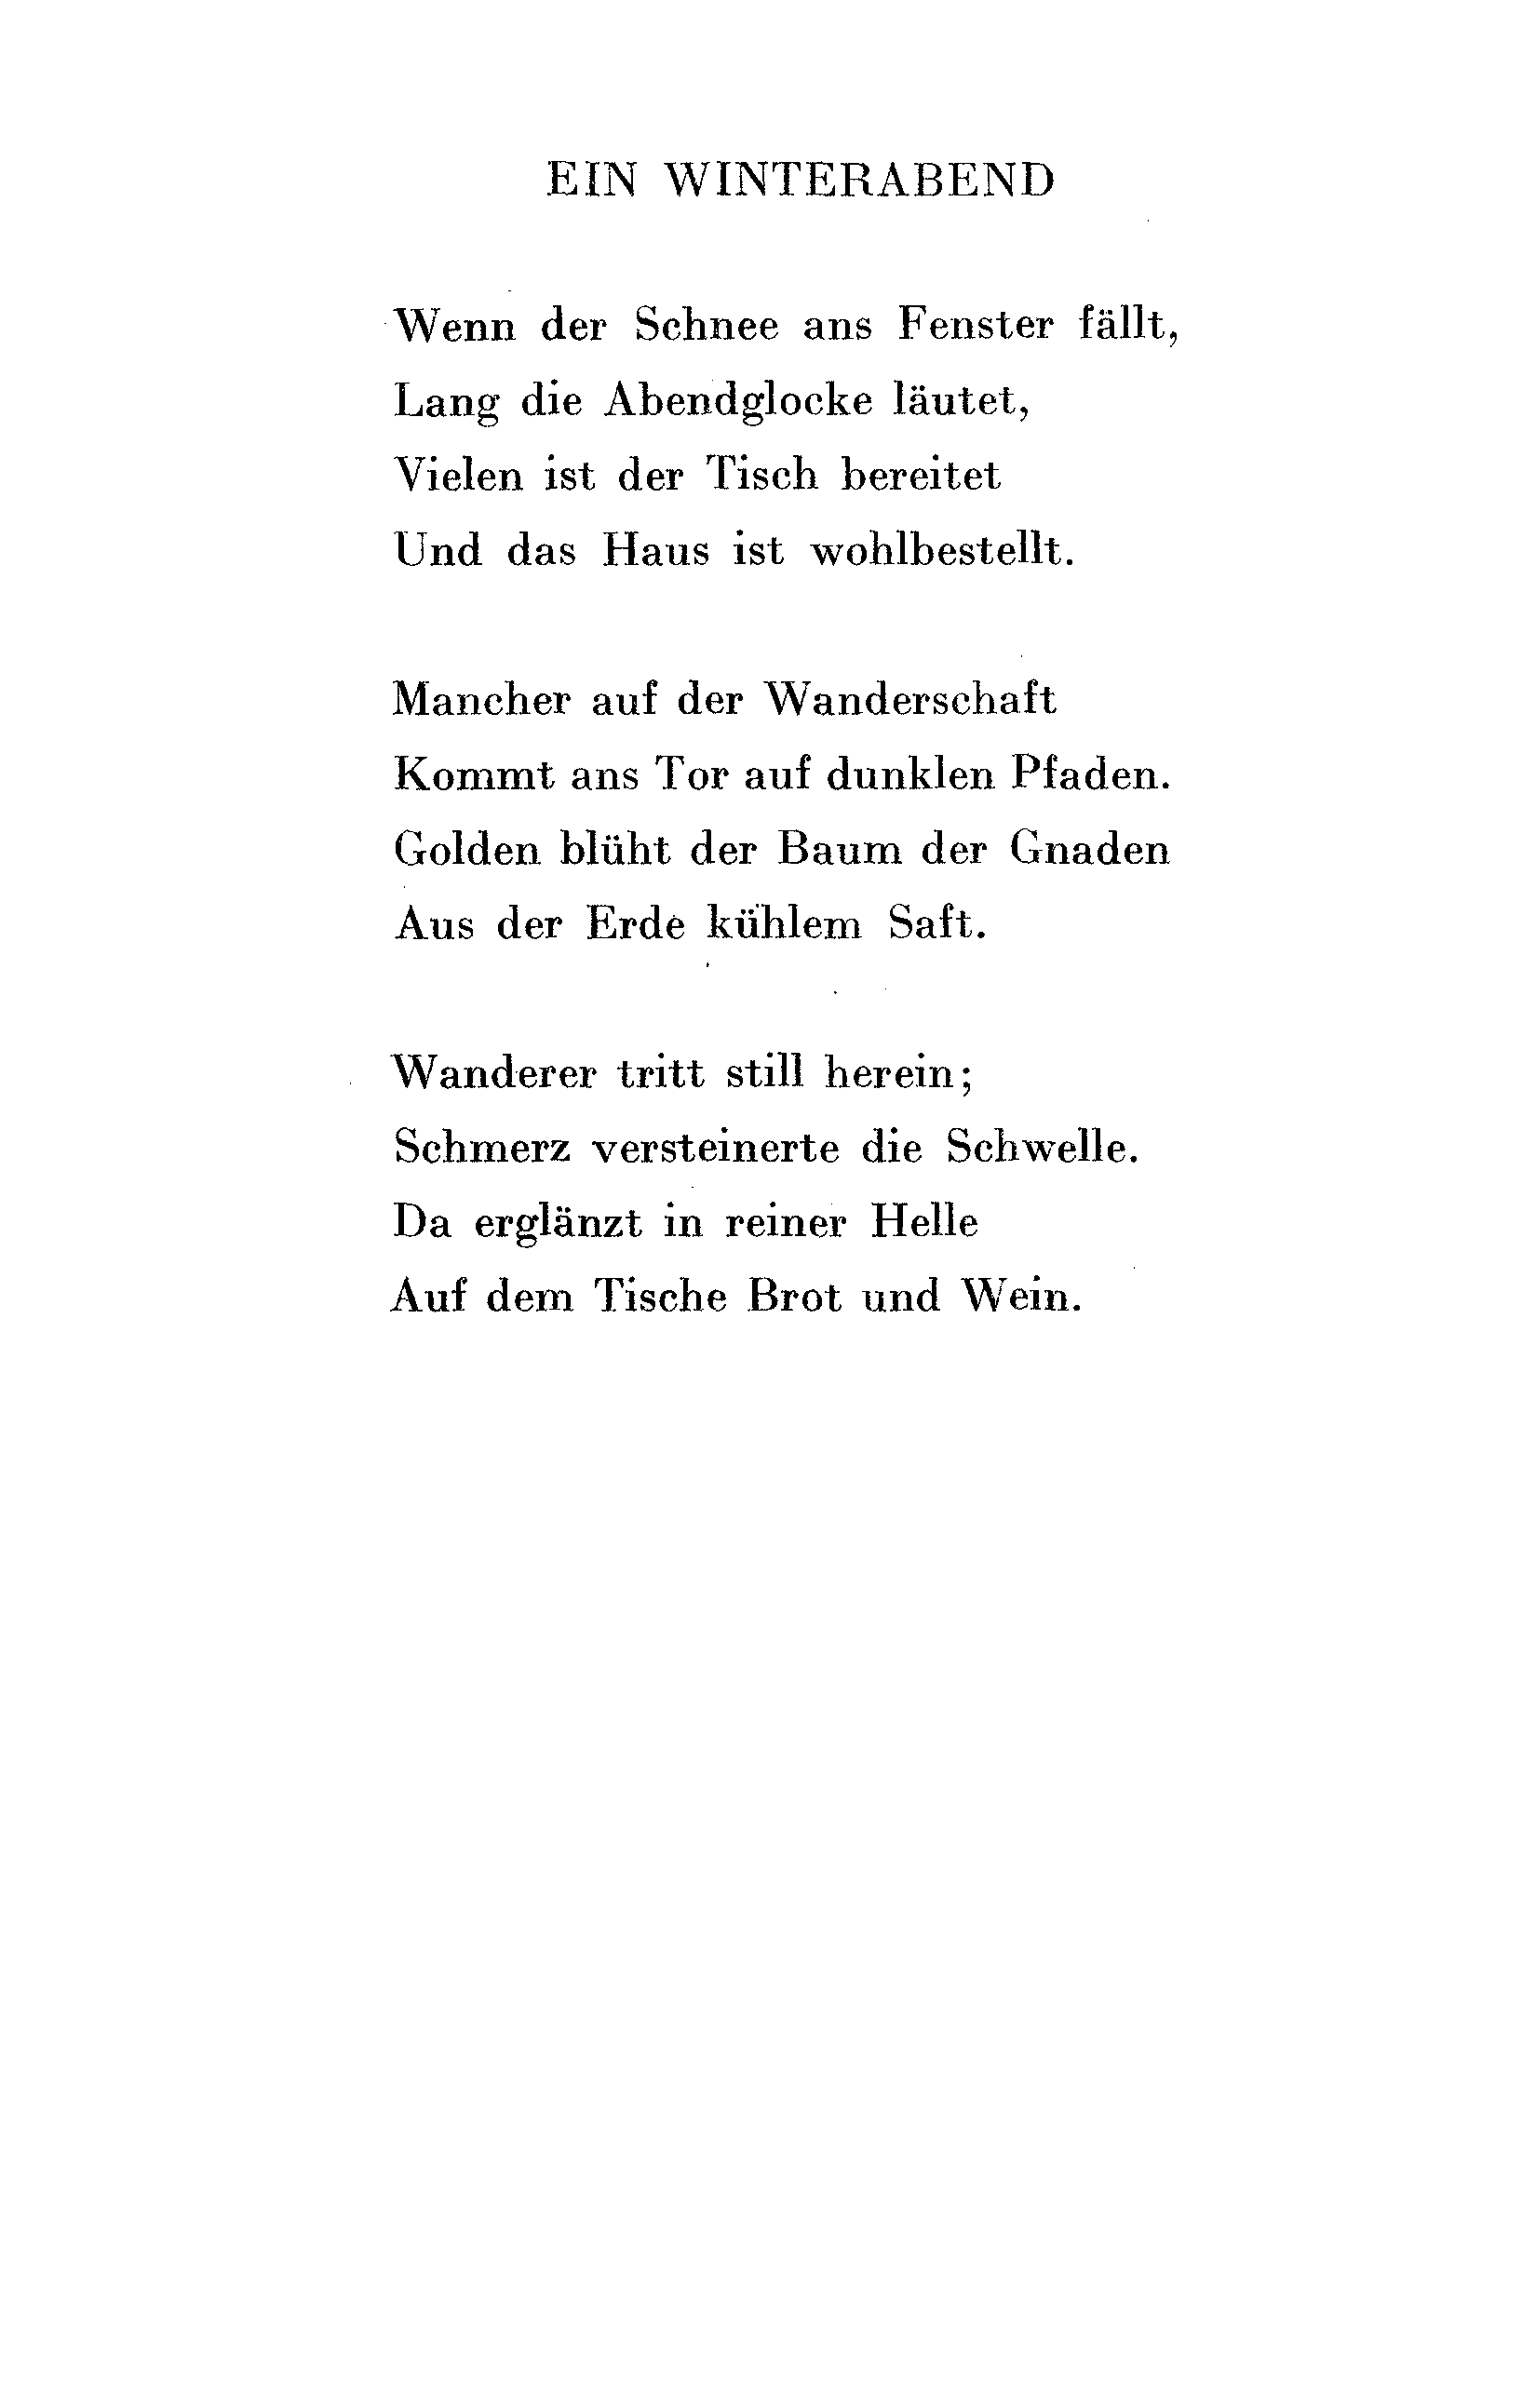 EIN WINTERABEND
Wenn der Schnee ans Fenster fällt,
Lang die Abendglocke läutet,
Vielen ist der Tisch bereitet
Und das Haus ist wohlbestellt.
Mancher auf der Wanderschaft
Kommt ans Tor auf dunklen Pfaden.
Golden blüht der Baum der Gnaden
Aus der Erde kühlem Saft.
Wanderer tritt still herein;
Schmerz versteinerte die Schwelle.
Da erglänzt in reiner Helle
Auf dem Tische Brot und Wein.